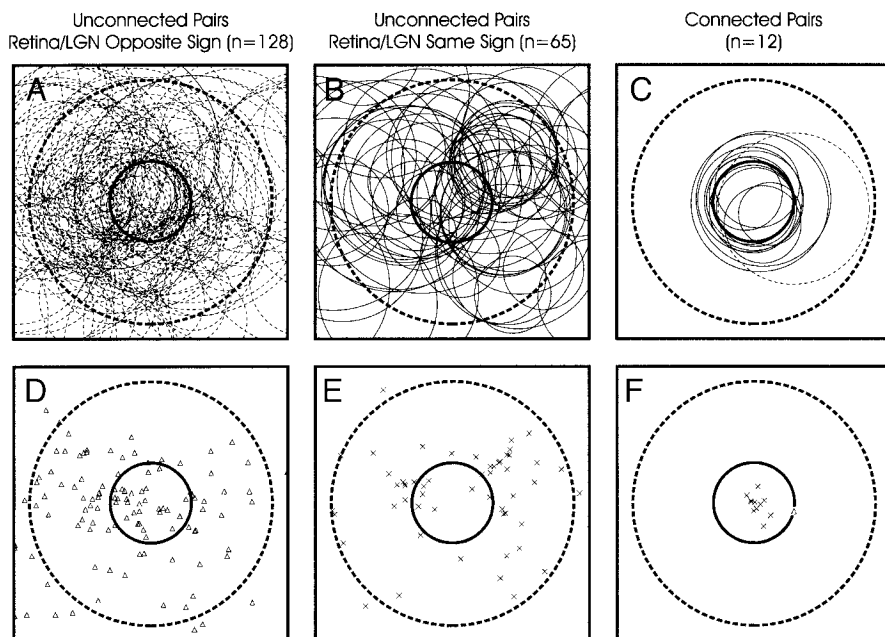 Unconnected Pairs
Retina/LGN Opposite Sign (n=128)
Unconnected Pairs
Retina/LGN Same Sign (n=65)
Connected Pairs
(n=12)
A
B
C
D
E
F